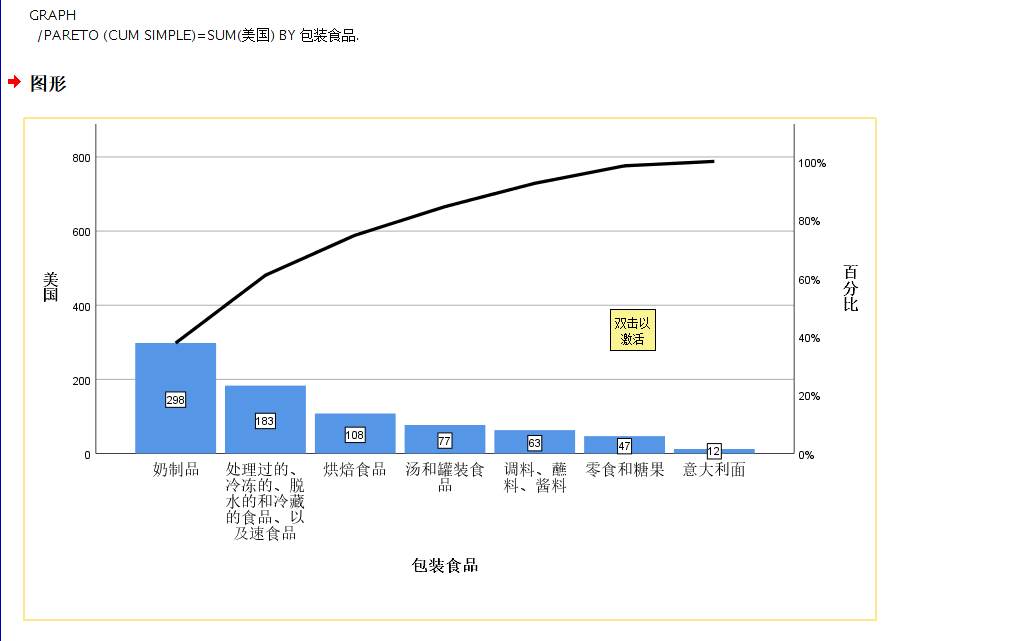 GRAPH
/PARETO (CUM SIMPLE)=SUM(美国) BY 包装食品.
图形
800
600
400
200
0
美国
100%
80%
60%
40%
20%
0%
百分比
双击以
激活
298
183
108
77
63
47
12
奶制品
处理过的、
冷冻的、脱
水的和冷藏
的食品、以
及速食品
烘焙食品
汤和罐装食
品
调料、蘸
料、酱料
零食和糖果
意大利面
包装食品